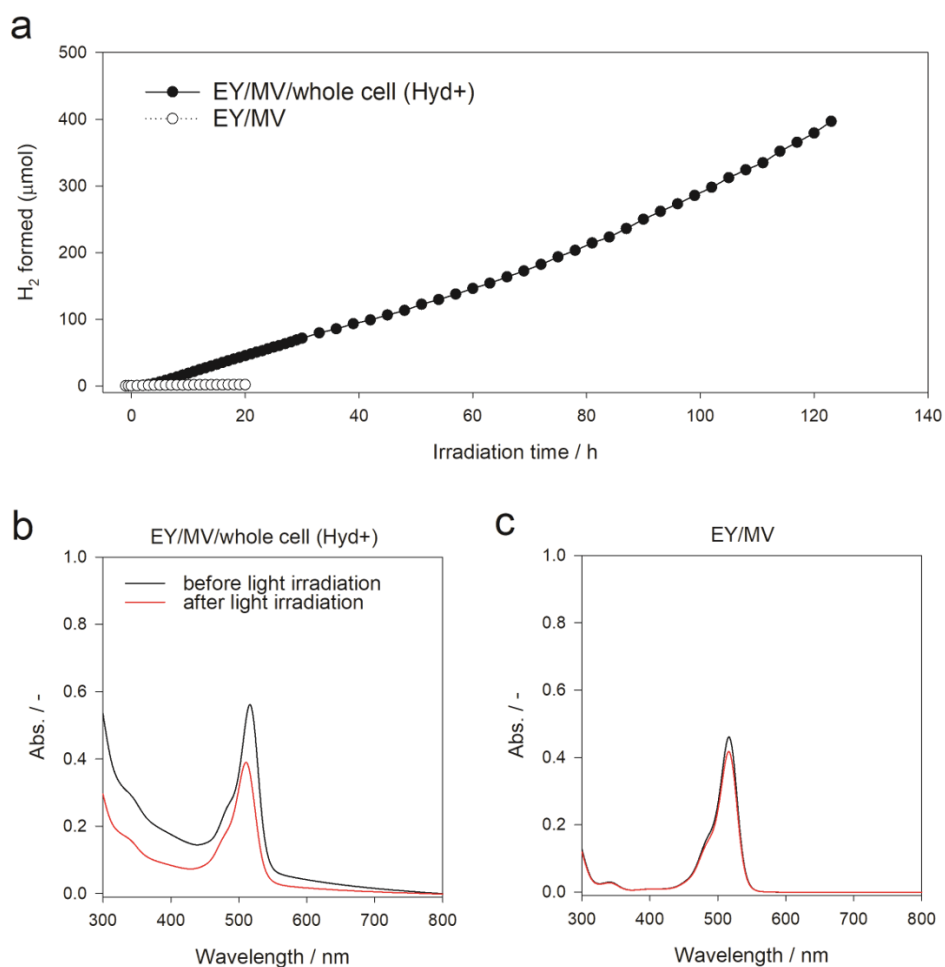 a
EY/MV/whole cell (Hyd+)
EY/MV
H₂ formed (μmol)
500
400
300
200
100
0
0 20 40 60 80 100 120 140
Irradiation time / h
b
EY/MV/whole cell (Hyd+)
before light irradiation
after light irradiation
Abs. / -
1.0
0.8
0.6
0.4
0.2
0.0
300 400 500 600 700 800
Wavelength / nm
c
EY/MV
Abs. / -
1.0
0.8
0.6
0.4
0.2
0.0
300 400 500 600 700 800
Wavelength / nm